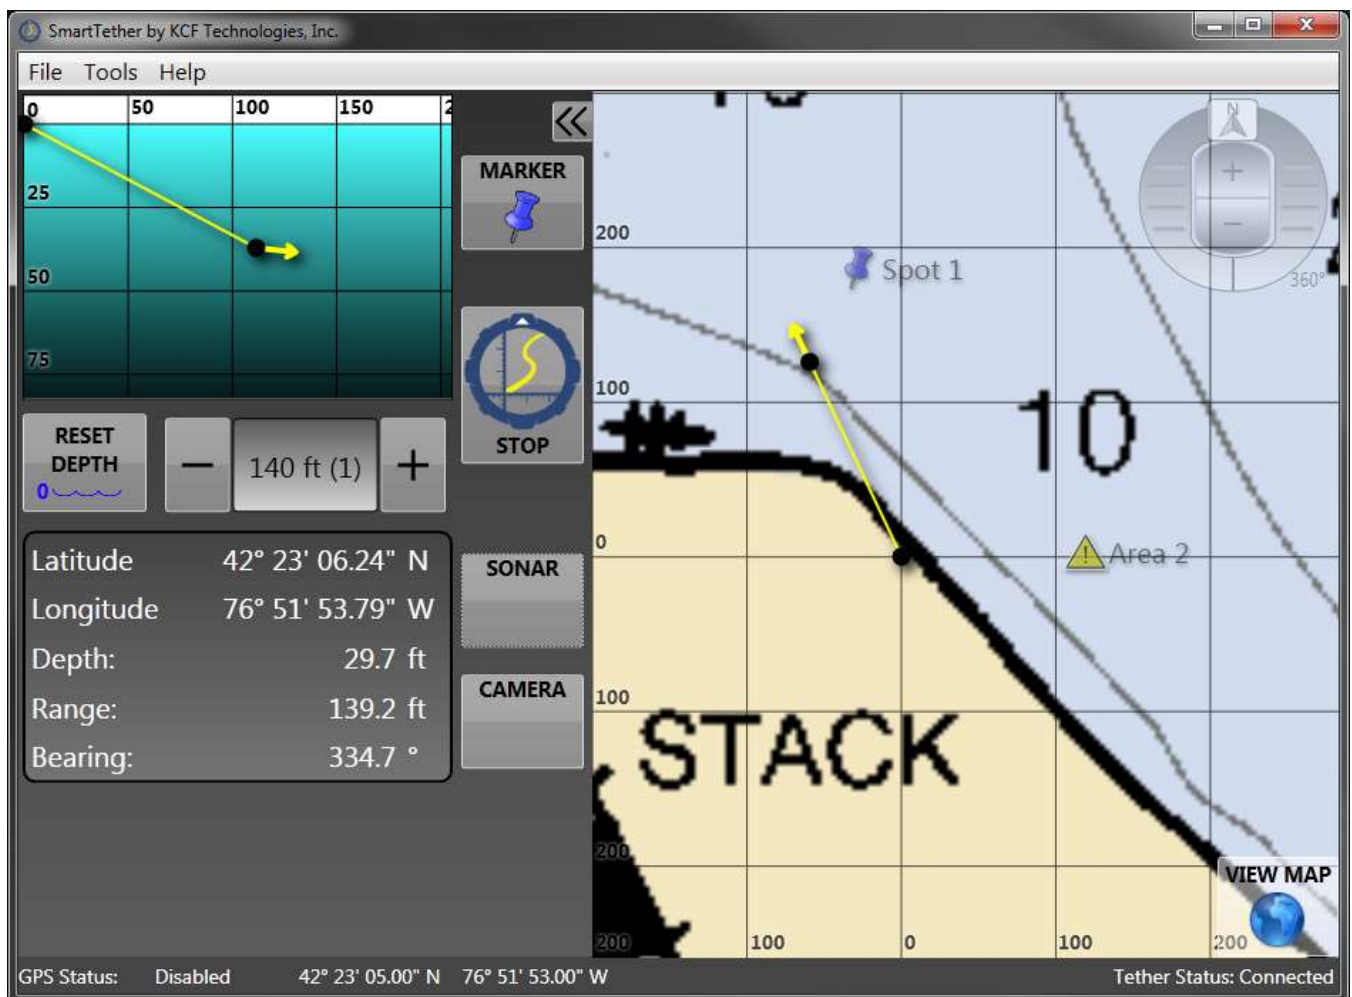 SmartTether by KCF Technologies, Inc.
File Tools Help
0 50 100 150 2
25
50
75
MARKER
STOP
RESET
DEPTH
0
− 140 ft (1) +
Latitude 42° 23' 06.24" N
Longitude 76° 51' 53.79" W
Depth: 29.7 ft
Range: 139.2 ft
Bearing: 334.7 °
SONAR
CAMERA
N
+
−
360°
200
Spot 1
100
10
0
Area 2
100
STACK
200
VIEW MAP
200 100 0 100 200
GPS Status: Disabled 42° 23' 05.00" N 76° 51' 53.00" W Tether Status: Connected